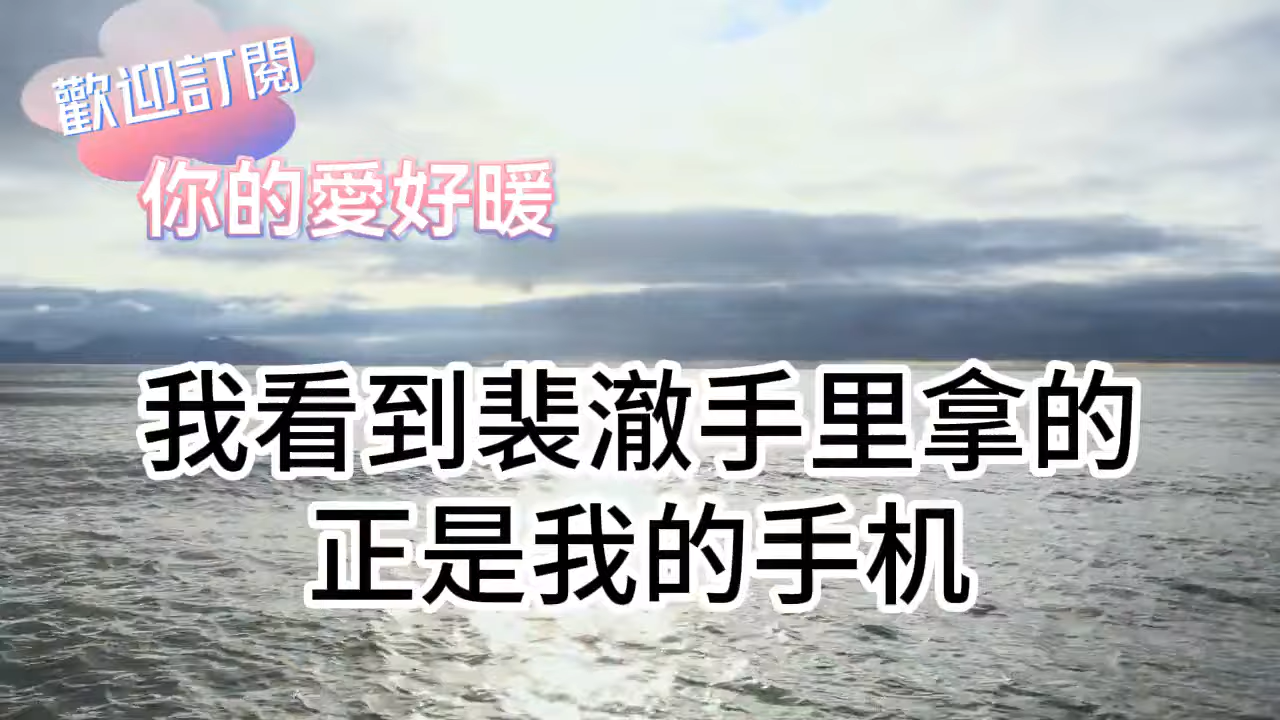 歡迎訂閱
你的愛好暖
我看到裴澈手里拿的
正是我的手机